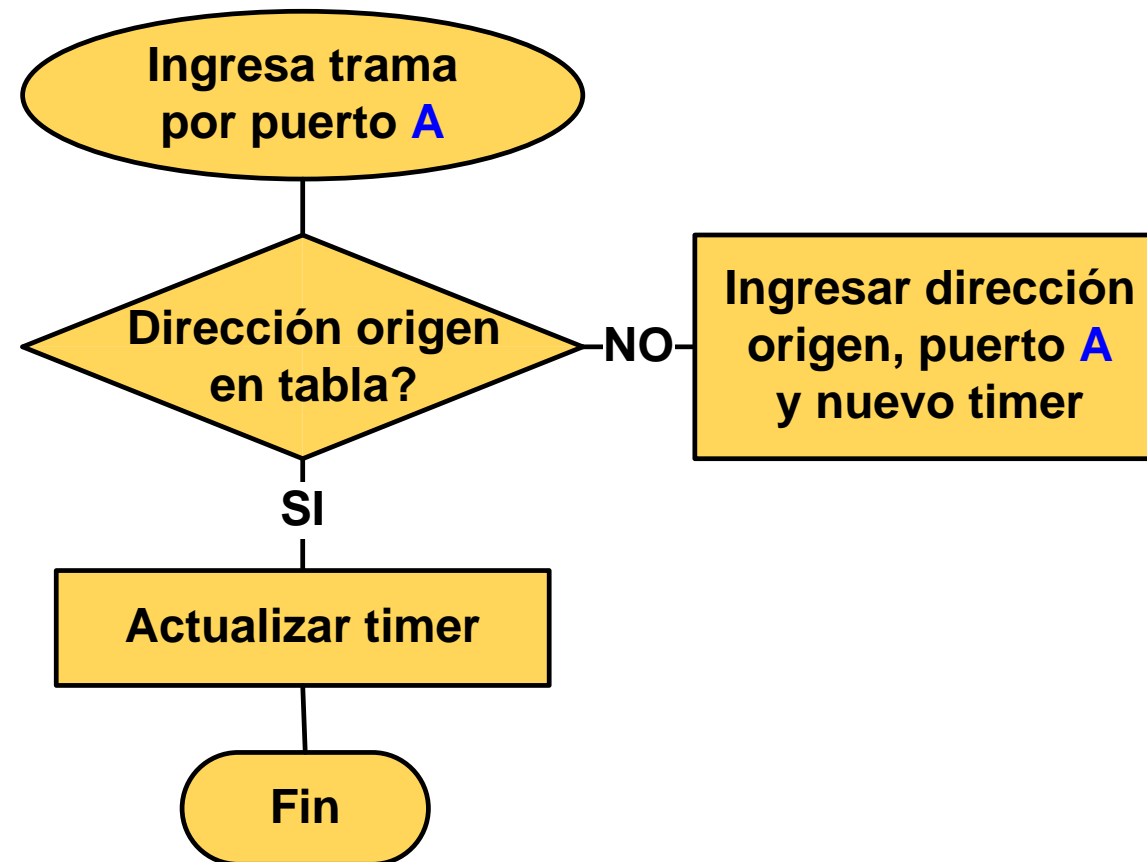 Ingresa trama
por puerto A
Dirección origen
en tabla?
NO
Ingresar dirección
origen, puerto A
y nuevo timer
SI
Actualizar timer
Fin